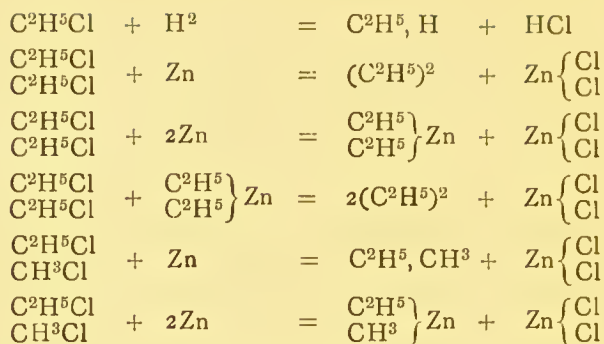 C²H⁵Cl + H² = C²H⁵, H + HCl
C²H⁵Cl
C²H⁵Cl + Zn = (C²H⁵)² + Zn{Cl
Cl
C²H⁵Cl
C²H⁵Cl + 2Zn = C²H⁵
C²H⁵}Zn + Zn{Cl
Cl
C²H⁵Cl
C²H⁵Cl + C²H⁵
C²H⁵}Zn = 2(C²H⁵)² + Zn{Cl
Cl
C²H⁵Cl
CH³Cl + Zn = C²H⁵, CH³ + Zn{Cl
Cl
C²H⁵Cl
CH³Cl + 2Zn = C²H⁵
CH³}Zn + Zn{Cl
Cl